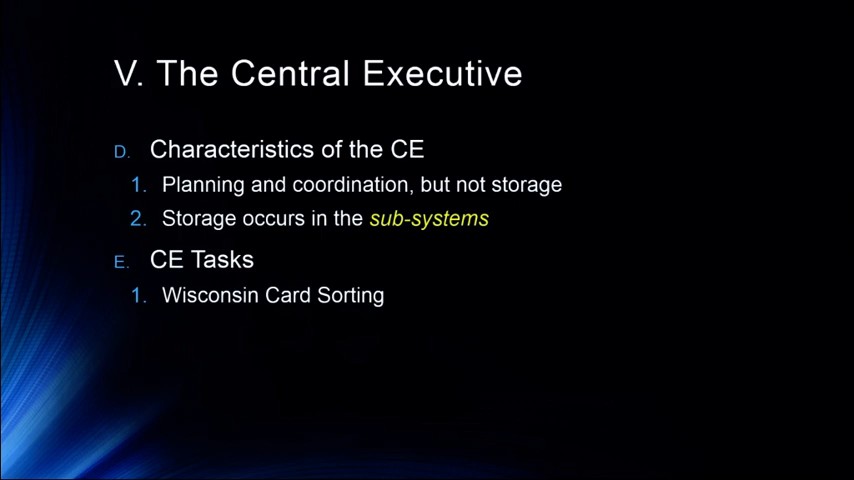 V. The Central Executive
D. Characteristics of the CE
1. Planning and coordination, but not storage
2. Storage occurs in the sub-systems
E. CE Tasks
1. Wisconsin Card Sorting